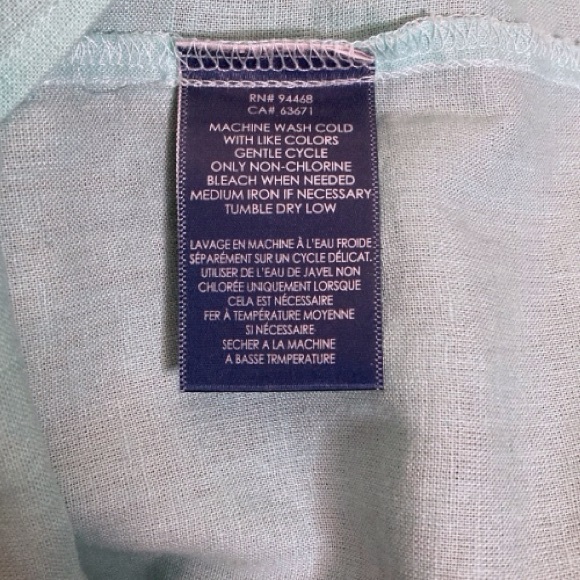 RN# 94468
CA# 63671
MACHINE WASH COLD
WITH LIKE COLORS
GENTLE CYCLE
ONLY NON-CHLORINE
BLEACH WHEN NEEDED
MEDIUM IRON IF NECESSARY
TUMBLE DRY LOW
LAVAGE EN MACHINE À L'EAU FROIDE
SÉPARÉMENT SUR UN CYCLE DÉLICAT.
UTILISER DE L'EAU DE JAVEL NON
CHLORÉE UNIQUEMENT LORSQUE
CELA EST NÉCESSAIRE
FER À TEMPÉRATURE MOYENNE
SI NÉCESSAIRE
SECHER A LA MACHINE
A BASSE TRMPERATURE